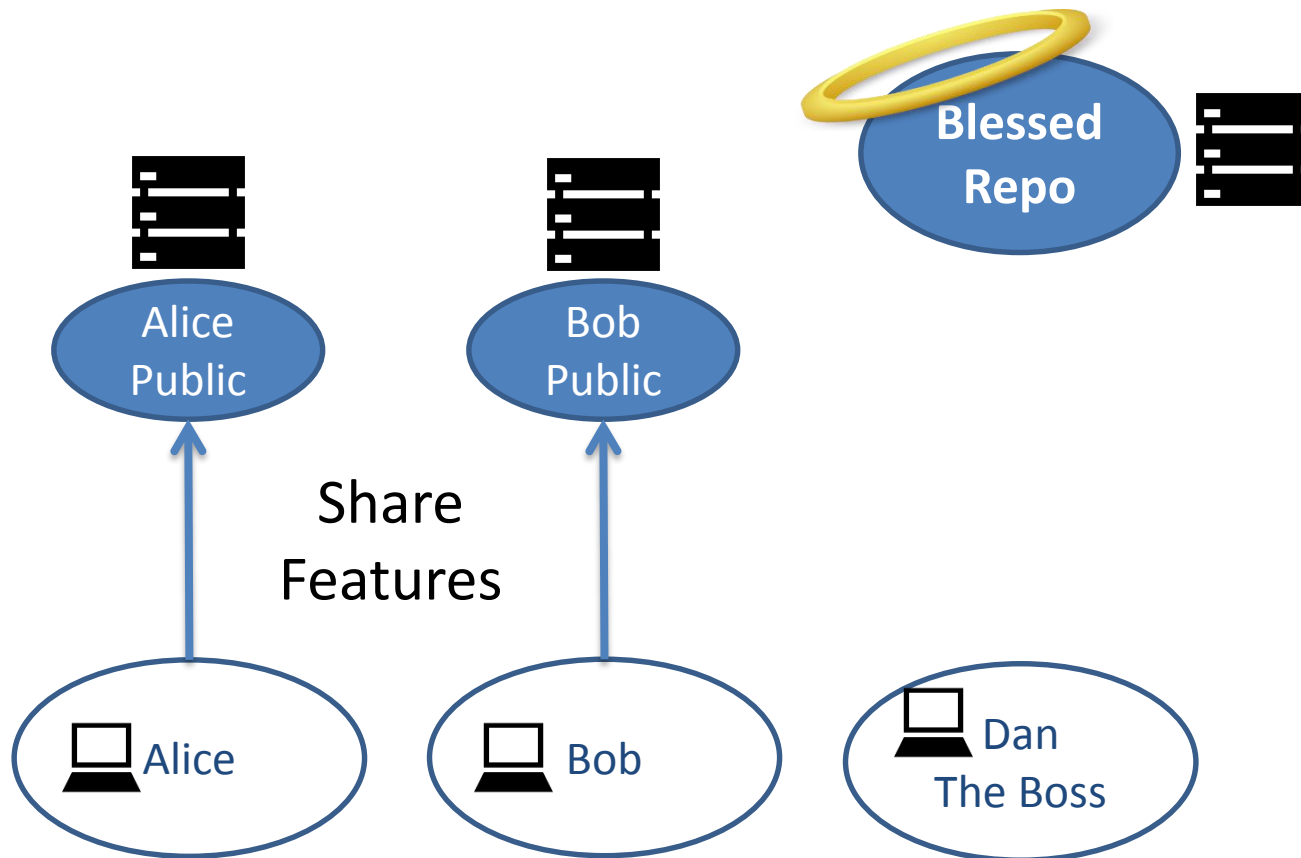 Blessed
Repo
Alice
Public
Bob
Public
Share
Features
Alice
Bob
Dan
The Boss